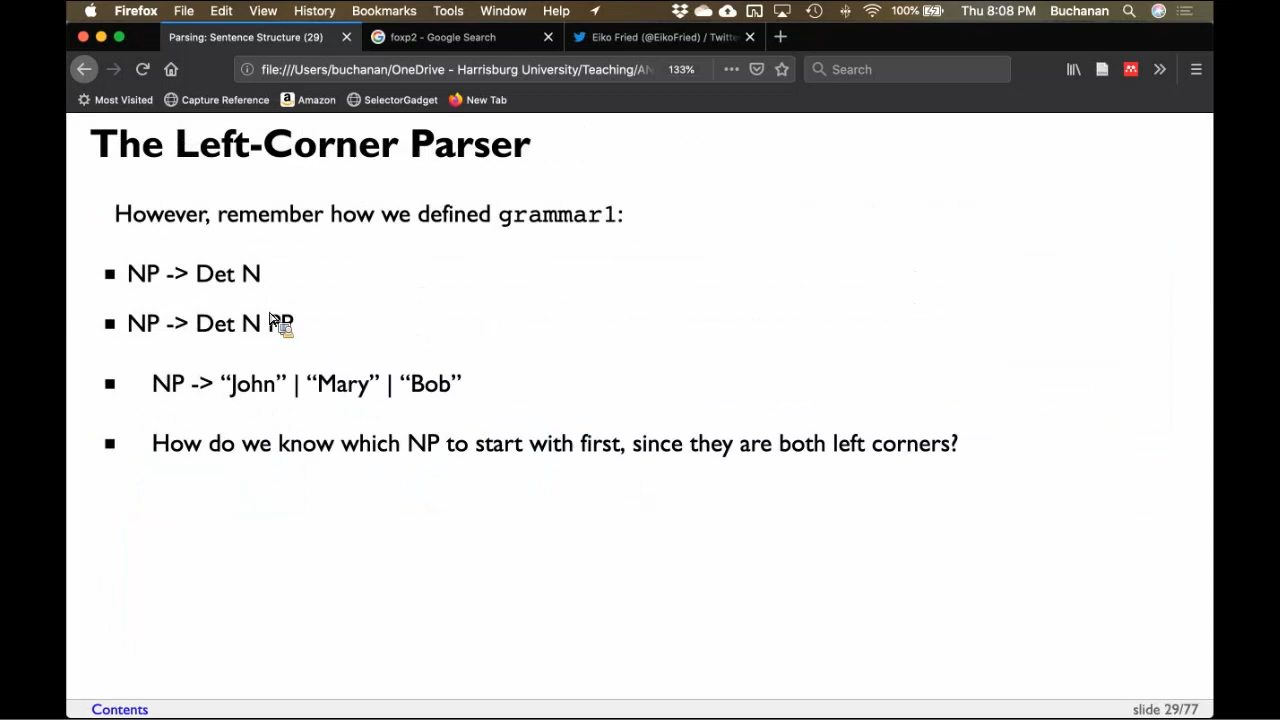 Firefox File Edit View History Bookmarks Tools Window Help 100% Thu 8:08 PM Buchanan
Parsing: Sentence Structure (29) foxp2 - Google Search Eiko Fried (@EikoFried) / Twitte
file:///Users/buchanan/OneDrive - Harrisburg University/Teaching/AN 133% Search
Most Visited Capture Reference Amazon SelectorGadget New Tab
The Left-Corner Parser
However, remember how we defined grammar1:
■ NP -> Det N
■ NP -> Det N PP
■ NP -> “John” | “Mary” | “Bob”
■ How do we know which NP to start with first, since they are both left corners?
Contents slide 29/77